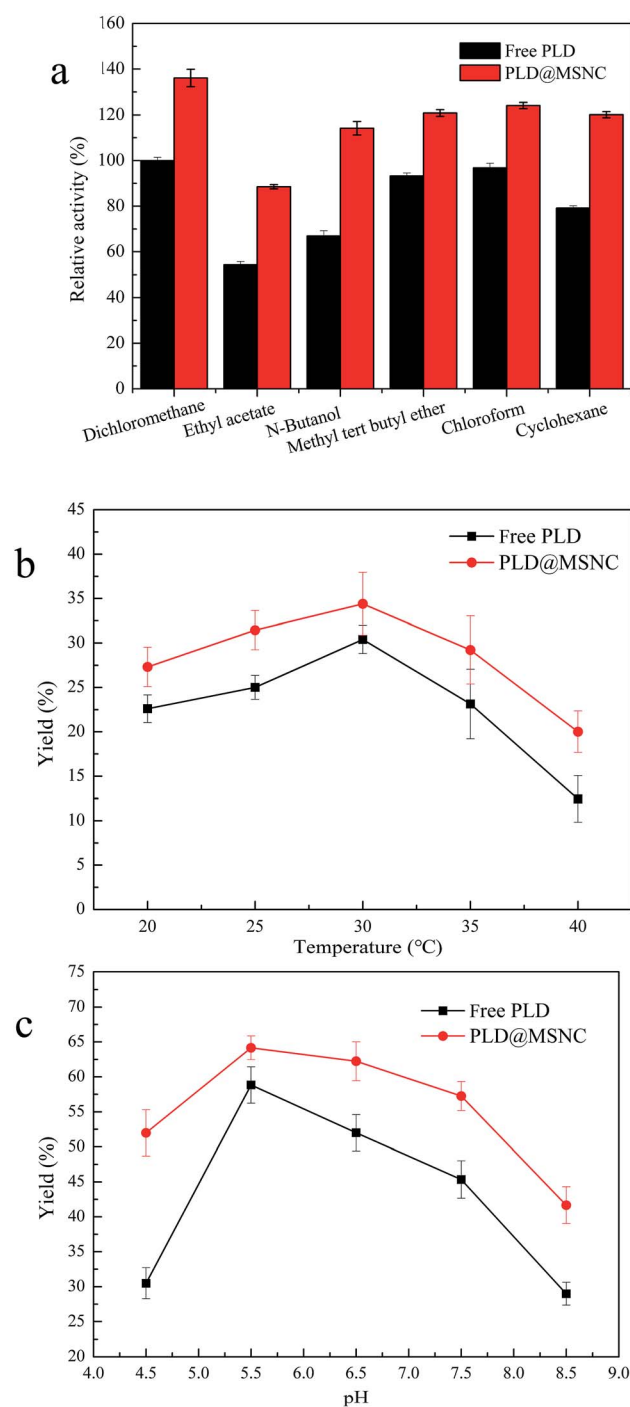 a
160
140
120
100
80
60
40
20
0
Relative activity (%)
Free PLD
PLD@MSNC
Dichloromethane
Ethyl acetate
N-Butanol
Methyl tert butyl ether
Chloroform
Cyclohexane
b
45
40
35
30
25
20
15
10
5
0
Yield (%)
Free PLD
PLD@MSNC
20 25 30 35 40
Temperature (℃)
c
75
70
65
60
55
50
45
40
35
30
25
20
Yield (%)
Free PLD
PLD@MSNC
4.0 4.5 5.0 5.5 6.0 6.5 7.0 7.5 8.0 8.5 9.0
pH